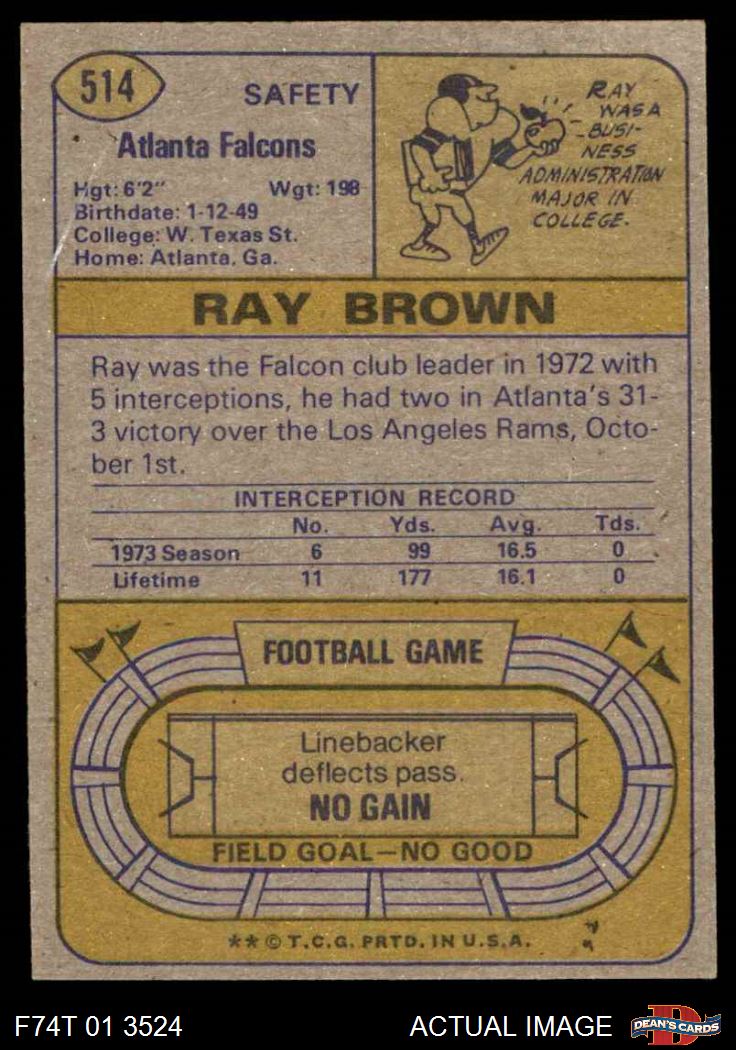 514
SAFETY
Atlanta Falcons
Hgt: 6'2" Wgt: 198
Birthdate: 1-12-49
College: W. Texas St.
Home: Atlanta, Ga.
RAY
WAS A
BUSI-
NESS
ADMINISTRATION
MAJOR IN
COLLEGE.
RAY BROWN
Ray was the Falcon club leader in 1972 with
5 interceptions, he had two in Atlanta's 31-
3 victory over the Los Angeles Rams, Octo-
ber 1st.
INTERCEPTION RECORD
No. Yds. Avg. Tds.
1973 Season 6 99 16.5 0
Lifetime 11 177 16.1 0
FOOTBALL GAME
Linebacker
deflects pass.
NO GAIN
FIELD GOAL—NO GOOD
** © T.C.G. PRTD. IN U.S.A.
F74T 01 3524 ACTUAL IMAGE DEAN'S CARDS